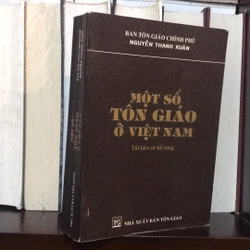 BAN TÔN GIÁO CHÍNH PHỦ
NGUYỄN THANH XUÂN
MỘT SỐ
TÔN GIÁO
Ở VIỆT NAM
Tái bản có bổ sung
NHÀ XUẤT BẢN TÔN GIÁO